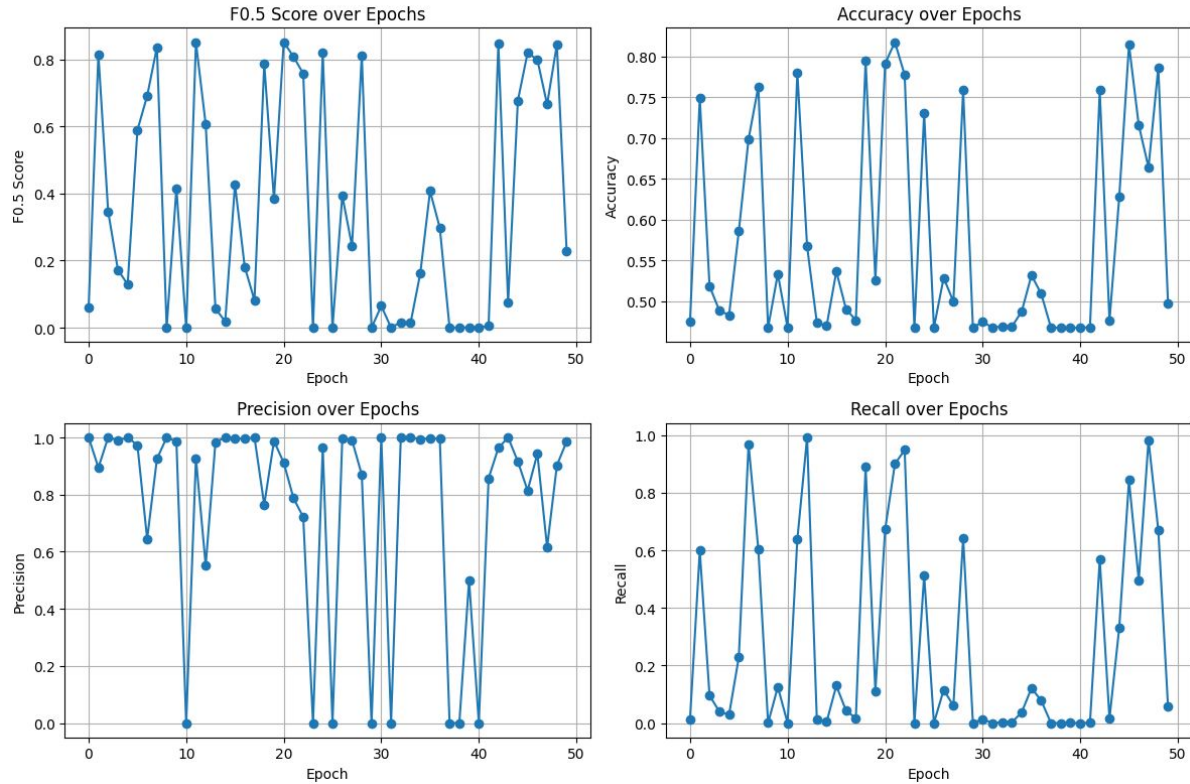 F0.5 Score over Epochs
F0.5 Score
0.8
0.6
0.4
0.2
0.0
0 10 20 30 40 50
Epoch
Accuracy over Epochs
Accuracy
0.80
0.75
0.70
0.65
0.60
0.55
0.50
0 10 20 30 40 50
Epoch
Precision over Epochs
Precision
1.0
0.8
0.6
0.4
0.2
0.0
0 10 20 30 40 50
Epoch
Recall over Epochs
Recall
1.0
0.8
0.6
0.4
0.2
0.0
0 10 20 30 40 50
Epoch